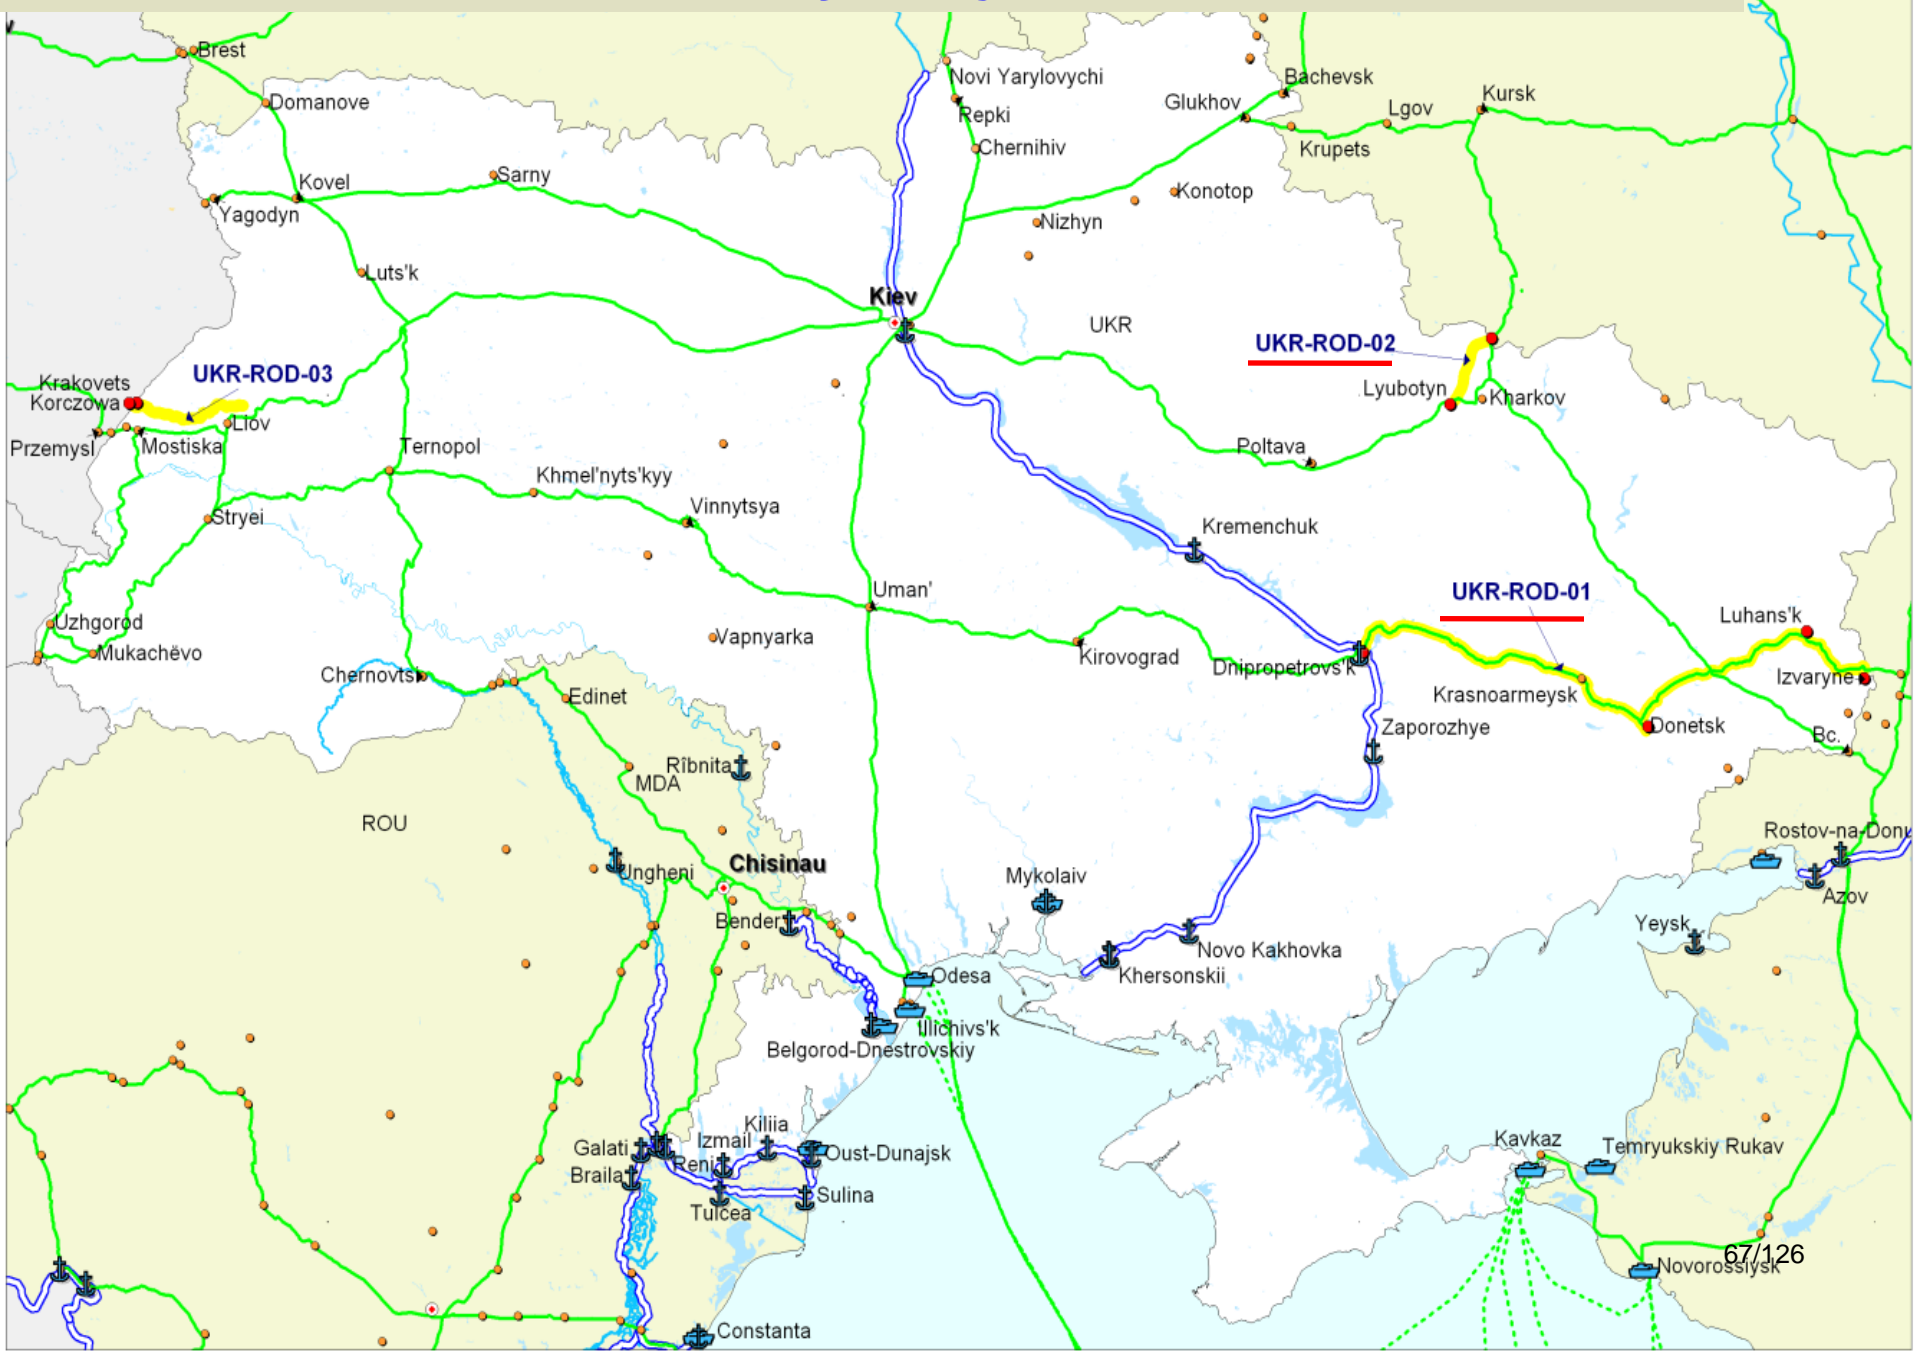 Brest
Novi Yarylovychi
Bachevsk
Domanove
Glukhov
Lgov
Kursk
Repki
Krupets
Chernihiv
Sarny
Kovel
Konotop
Yagodyn
Nizhyn
Luts'k
Kiev
UKR
UKR-ROD-02
UKR-ROD-03
Krakovets
Korczowa
Lyubotyn
Kharkov
Liov
Przemysl
Mostiska
Ternopol
Poltava
Khmel'nyts'kyy
Vinnytsya
Stryei
Kremenchuk
UKR-ROD-01
Uman'
Luhans'k
Uzhgorod
Vapnyarka
Mukachëvo
Kirovograd
Dnipropetrovs'k
Chernovtsi
Izvaryne
Krasnoarmeysk
Edinet
Zaporozhye
Donetsk
Bc.
Rîbnita
MDA
ROU
Rostov-na-Donu
Chisinau
Ungheni
Mykolaiv
Azov
Bender
Yeysk
Novo Kakhovka
Odesa
Khersonskii
Illichivs'k
Belgorod-Dnestrovskiy
Kiliia
Galati
Izmail
Kavkaz
Temryukskiy Rukav
Oust-Dunajsk
Reni
Braila
Sulina
Tulcea
67/126
Novorossiysk
Constanta